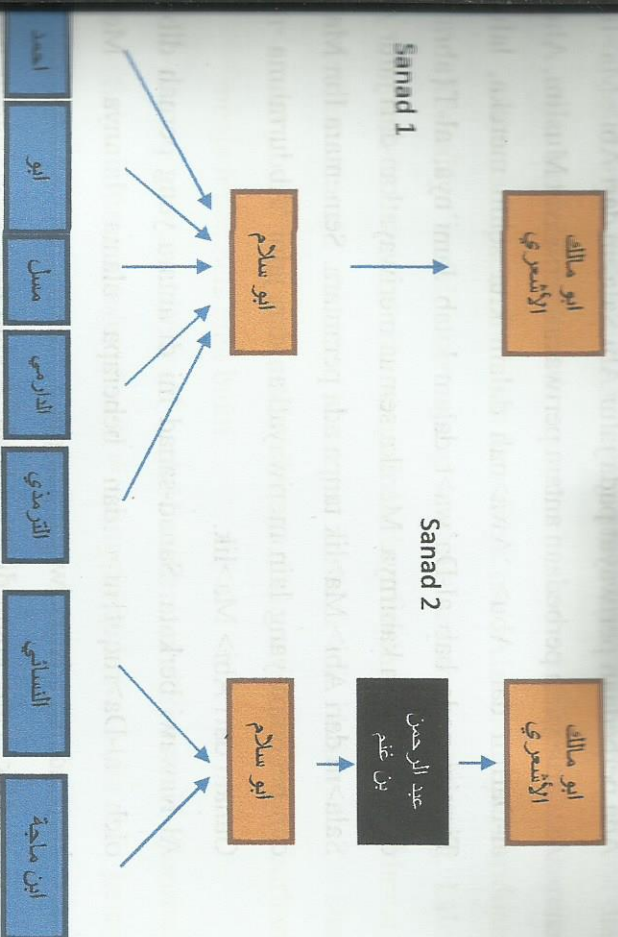 Sanad 1
ابو مالك
الأشعري
ابو سلام
احمد
ابو
مسل
الدارمي
الترمذي
Sanad 2
ابو مالك
الأشعري
عبد الرحمن
بن غنم
ابو سلام
النسائي
ابن ماجة